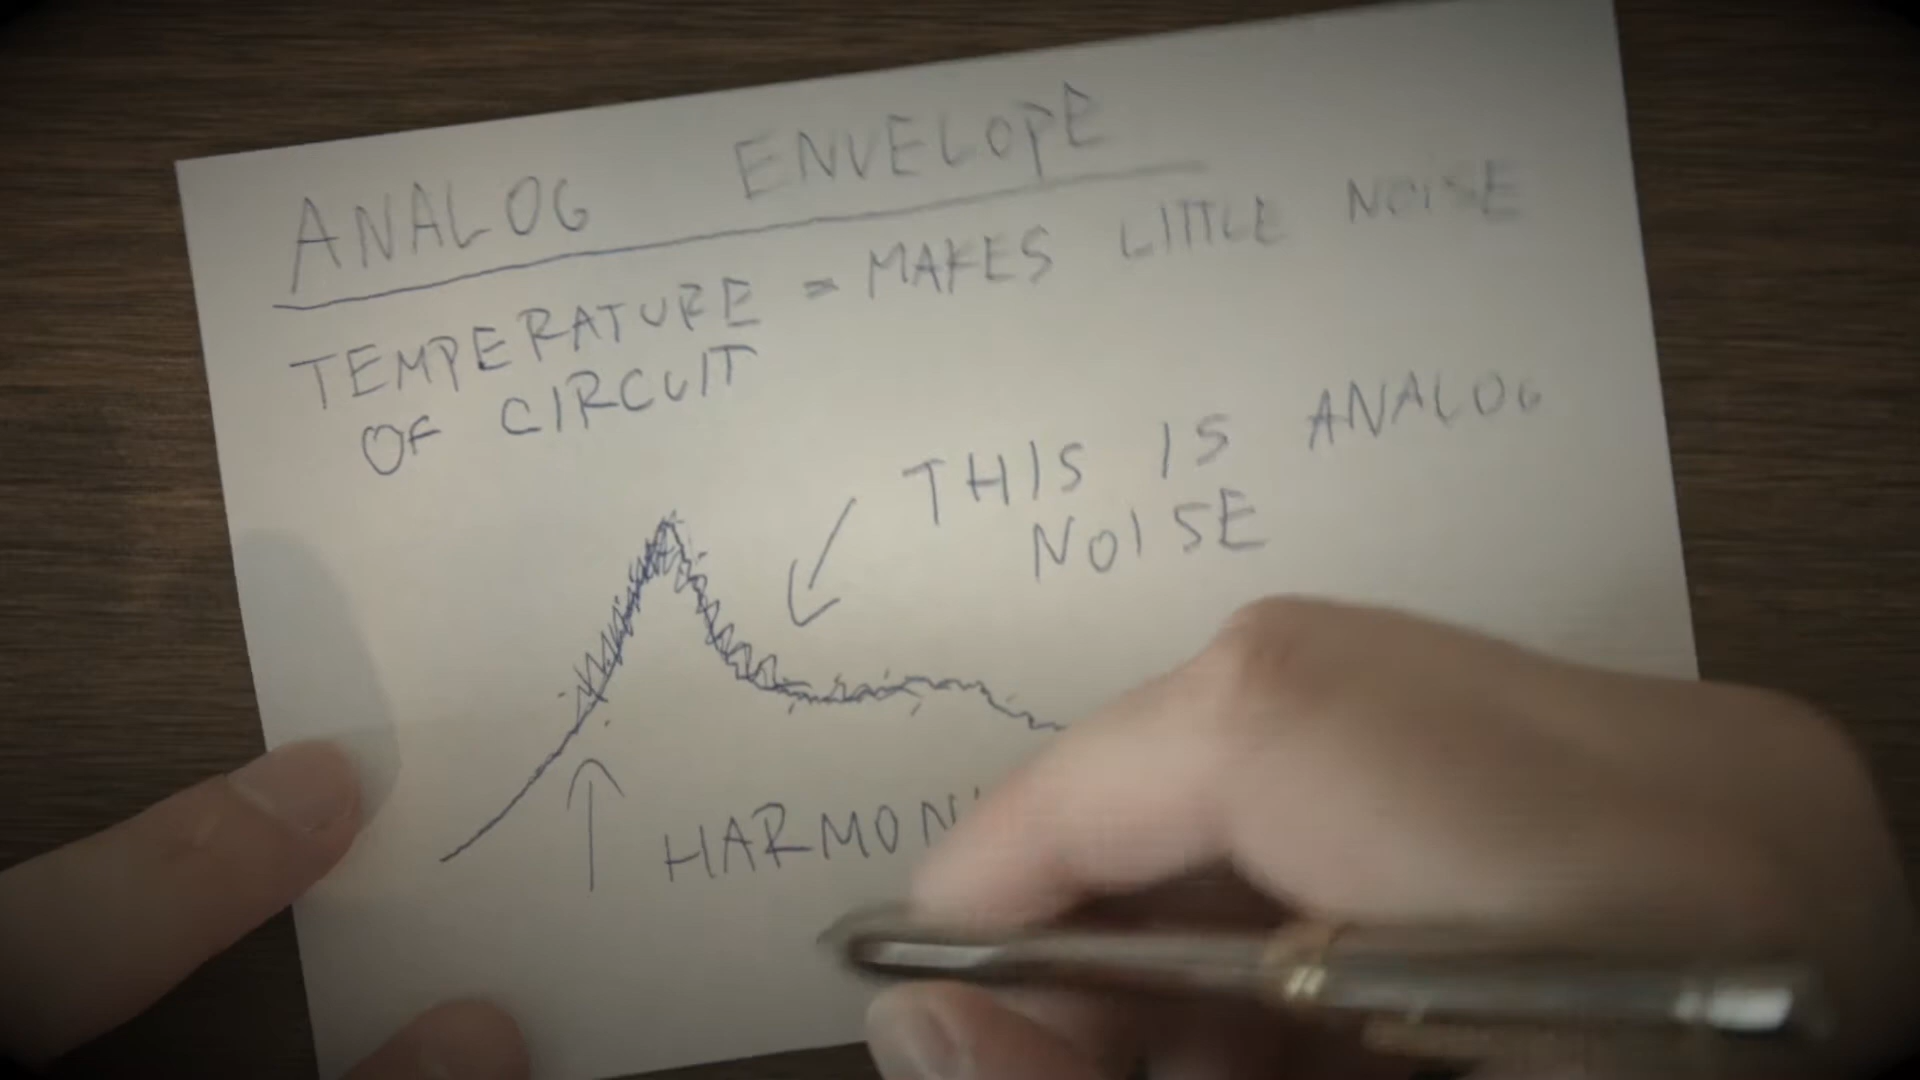 ANALOG ENVELOPE
TEMPERATURE = MAKES LITTLE NOISE
OF CIRCUIT
THIS IS ANALOG
NOISE